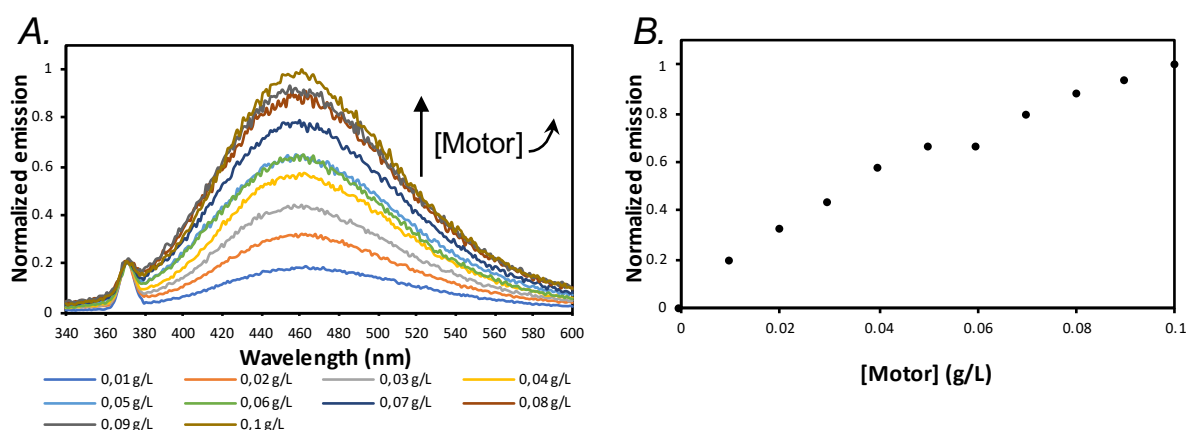 A.
Normalized emission
1
0.8
0.6
0.4
0.2
0
[Motor]
340 360 380 400 420 440 460 480 500 520 540 560 580 600
Wavelength (nm)
0,01 g/L 0,02 g/L 0,03 g/L 0,04 g/L
0,05 g/L 0,06 g/L 0,07 g/L 0,08 g/L
0,09 g/L 0,1 g/L
B.
Normalized emission
1
0.8
0.6
0.4
0.2
0
0 0.02 0.04 0.06 0.08 0.1
[Motor] (g/L)